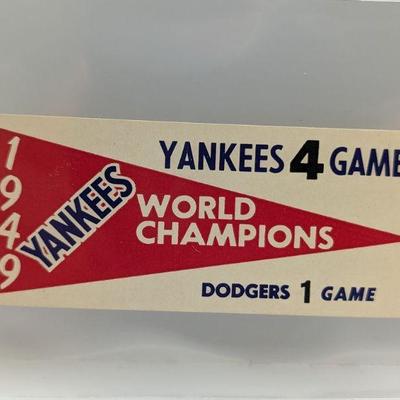 1949
YANKEES
YANKEES 4 GAME
WORLD
CHAMPIONS
DODGERS 1 GAME